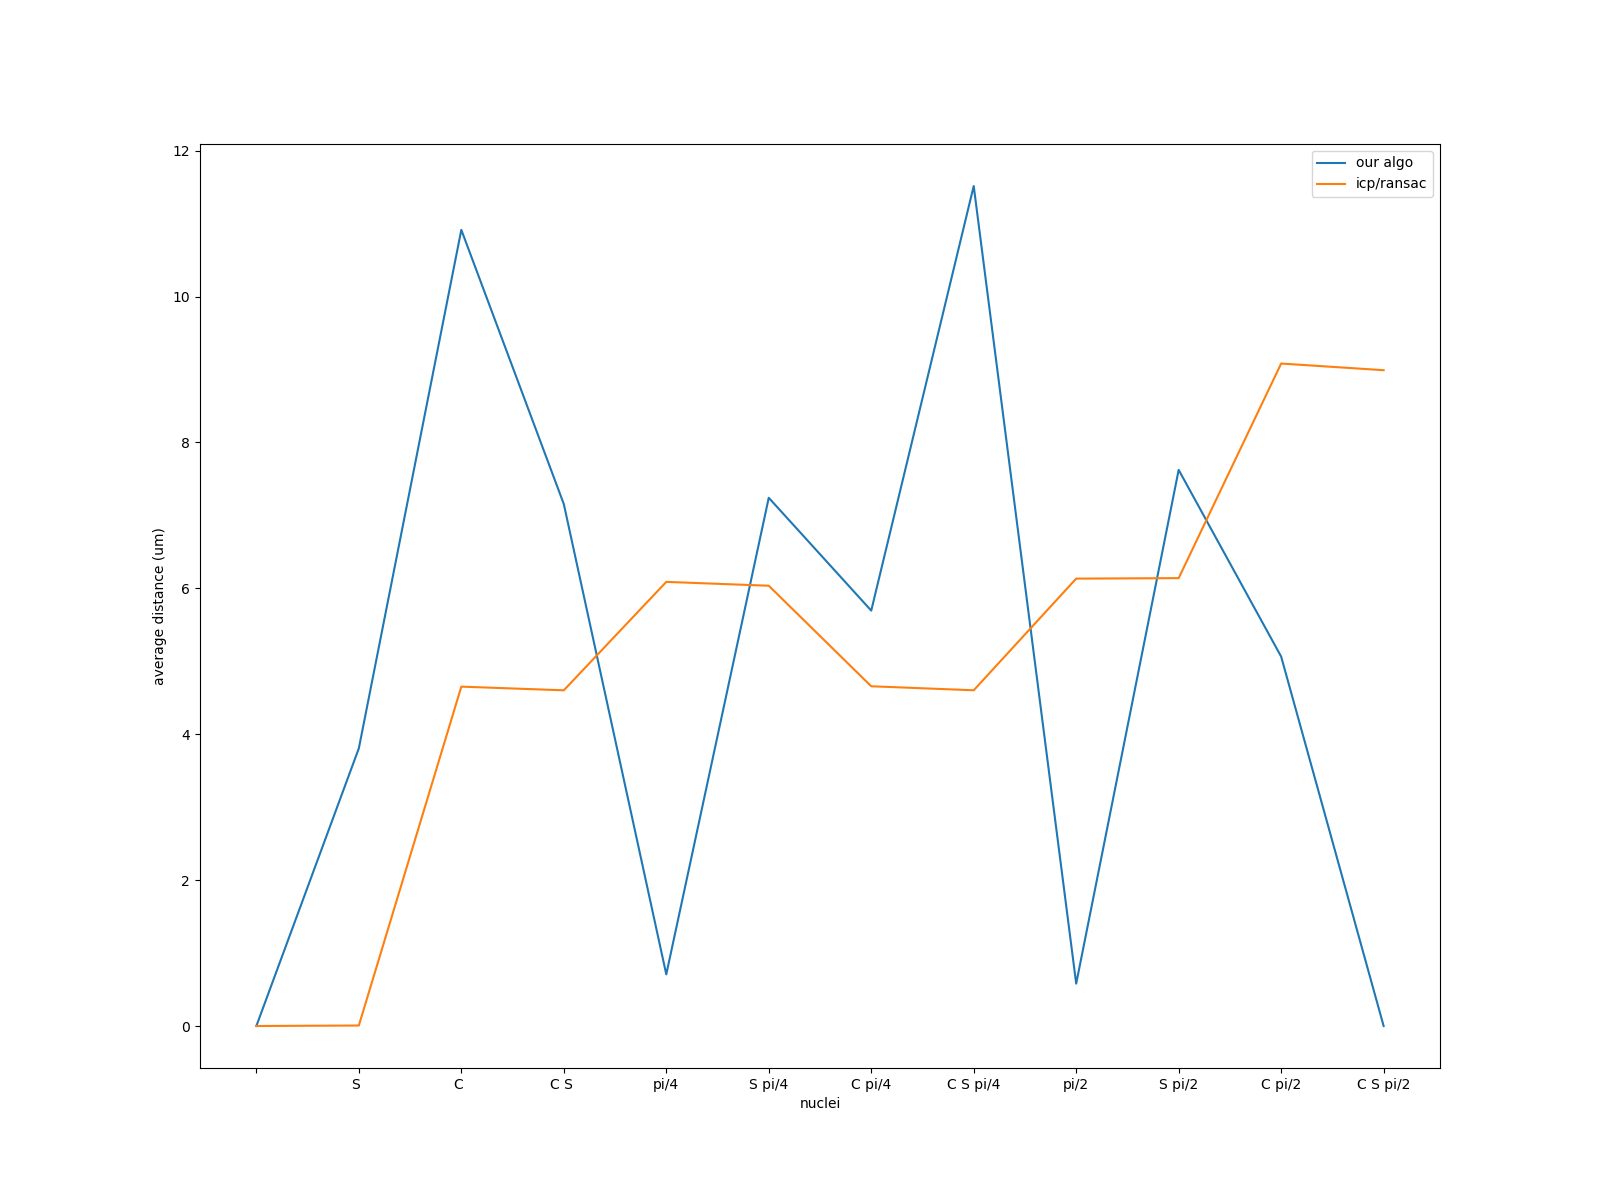 our algo
icp/ransac
12
10
8
6
4
2
0
average distance (um)
S
C
C S
pi/4
S pi/4
C pi/4
C S pi/4
pi/2
S pi/2
C pi/2
C S pi/2
nuclei